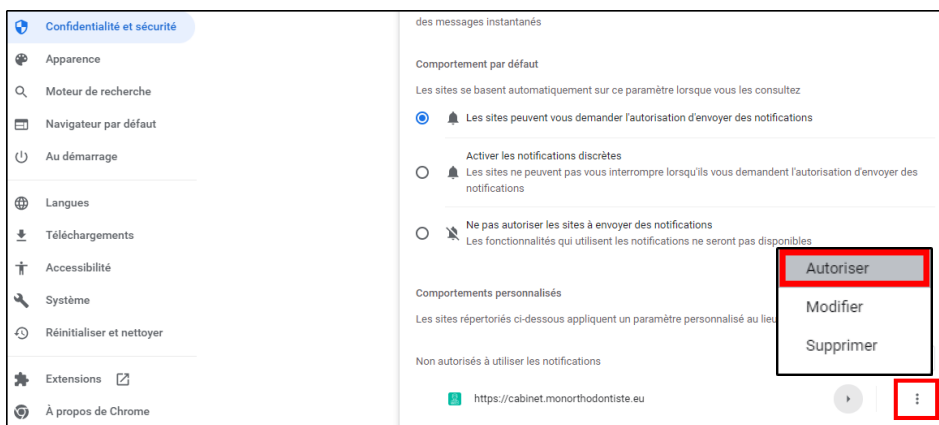 Confidentialité et sécurité
Apparence
Moteur de recherche
Navigateur par défaut
Au démarrage
Langues
Téléchargements
Accessibilité
Système
Réinitialiser et nettoyer
Extensions
À propos de Chrome
des messages instantanés
Comportement par défaut
Les sites se basent automatiquement sur ce paramètre lorsque vous les consultez
Les sites peuvent vous demander l'autorisation d'envoyer des notifications
Activer les notifications discrètes
Les sites ne peuvent pas vous interrompre lorsqu'ils vous demandent l'autorisation d'envoyer des
notifications
Ne pas autoriser les sites à envoyer des notifications
Les fonctionnalités qui utilisent les notifications ne seront pas disponibles
Autoriser
Modifier
Supprimer
Comportements personnalisés
Les sites répertoriés ci-dessous appliquent un paramètre personnalisé au lieu
Non autorisés à utiliser les notifications
https://cabinet.monorthodontiste.eu